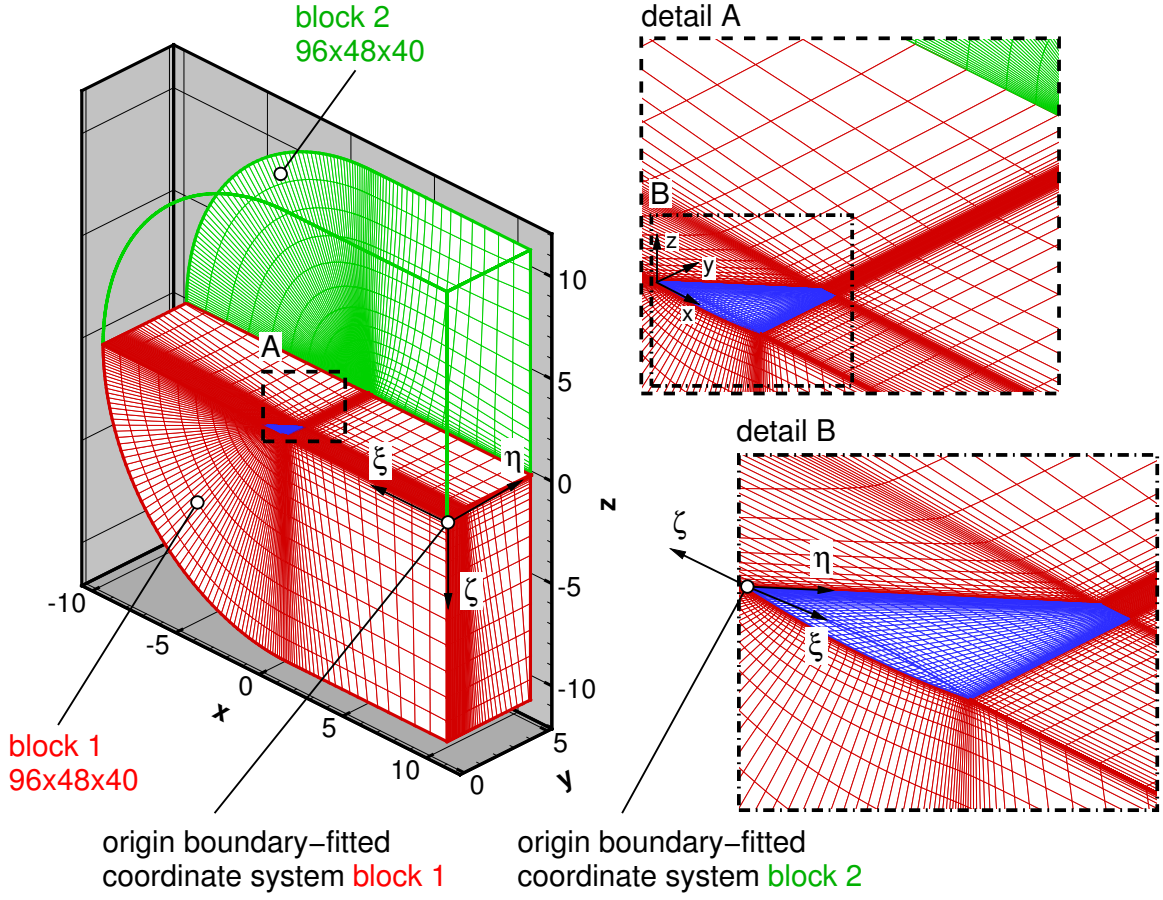 block 2
96x48x40
A
ξ
η
ζ
10
5
0
-5
-10
z
-10
-5
0
5
10
x
0
5
y
block 1
96x48x40
origin boundary–fitted
coordinate system block 1
detail A
B
z
y
x
detail B
ζ
η
ξ
origin boundary–fitted
coordinate system block 2